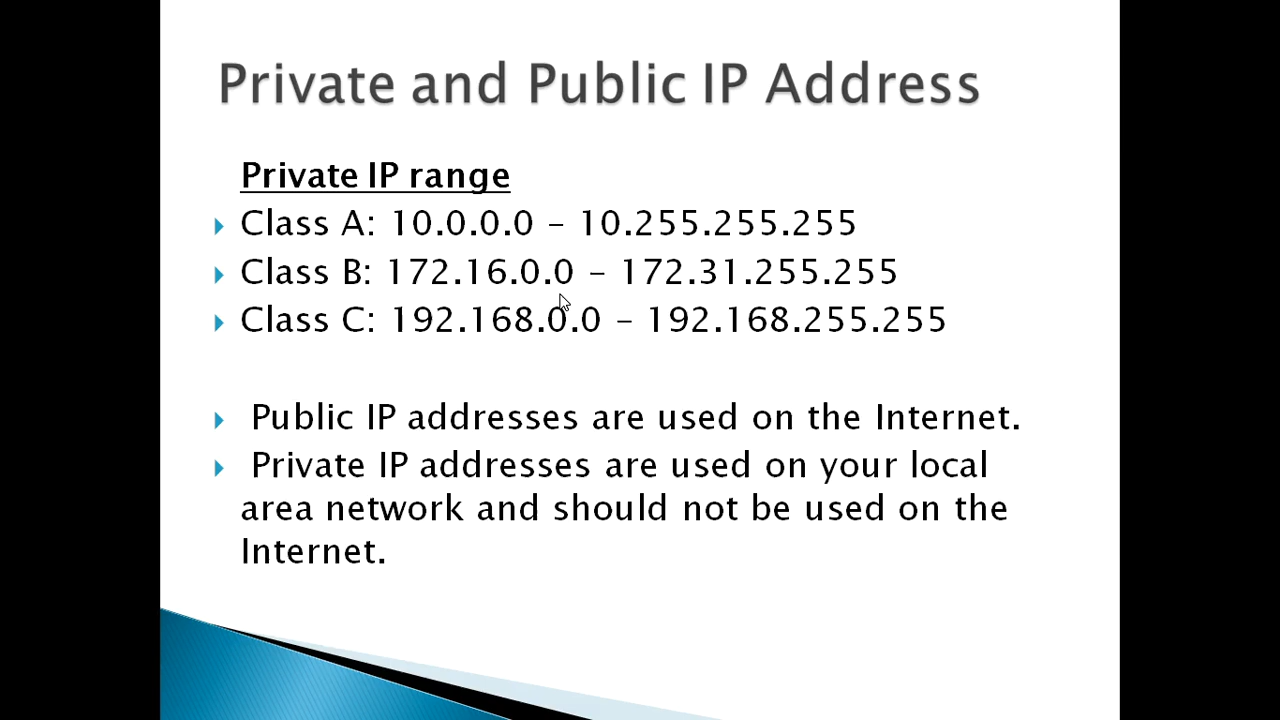 Private and Public IP Address
Private IP range
Class A: 10.0.0.0 – 10.255.255.255
Class B: 172.16.0.0 – 172.31.255.255
Class C: 192.168.0.0 – 192.168.255.255
Public IP addresses are used on the Internet.
Private IP addresses are used on your local
area network and should not be used on the
Internet.